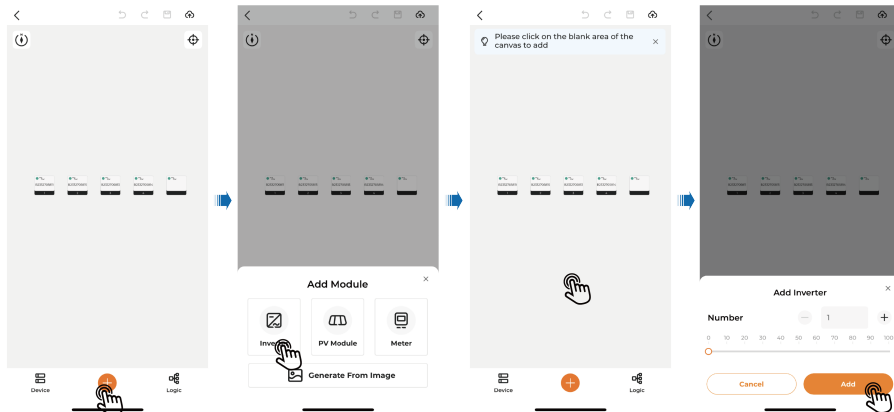 Device
Logic
Add Module
Inve
PV Module
Meter
Generate From Image
Please click on the blank area of the
canvas to add
Device
Logic
Add Inverter
Number
1
0 10 20 30 40 50 60 70 80 90 100
Cancel
Add